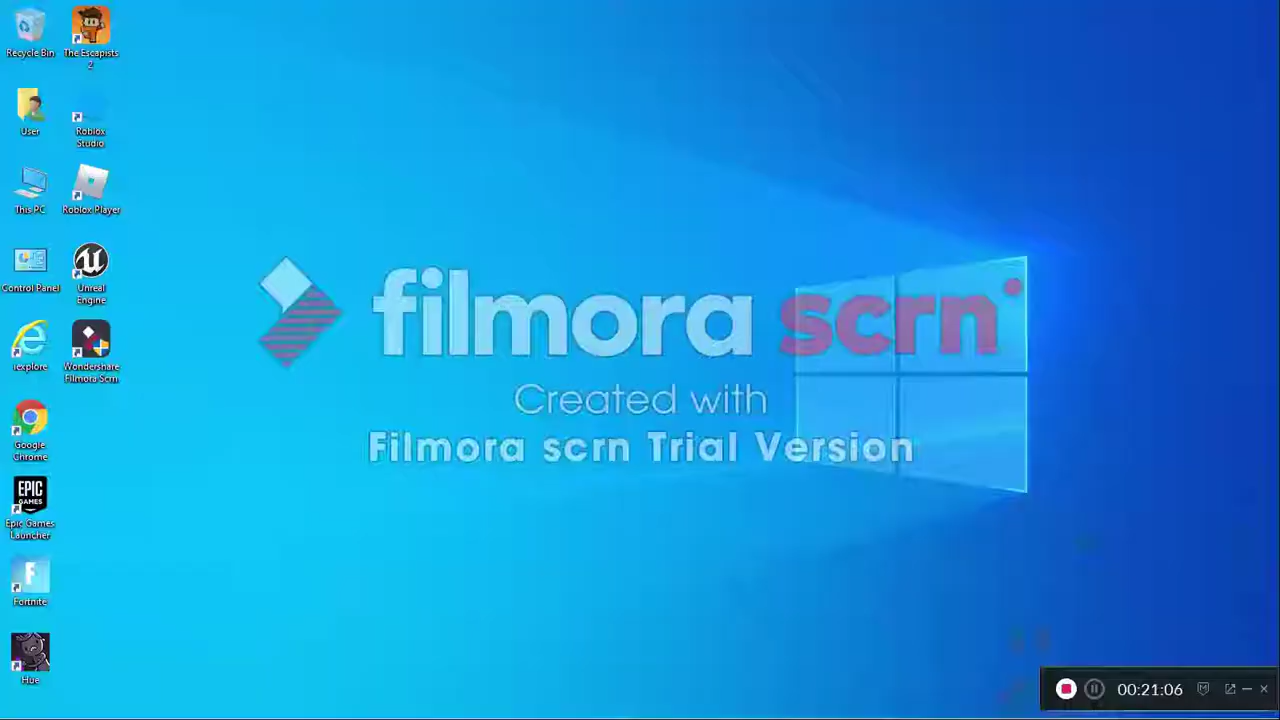 Recycle Bin
The Escapists
2
User
Roblox
Studio
This PC
Roblox Player
Control Panel
Unreal
Engine
iexplore
Wondershare
Filmora Scrn
Google
Chrome
EPIC
GAMES
Epic Games
Launcher
F
Fortnite
Hue
filmora scrn
Created with
Filmora scrn Trial Version
00:21:06